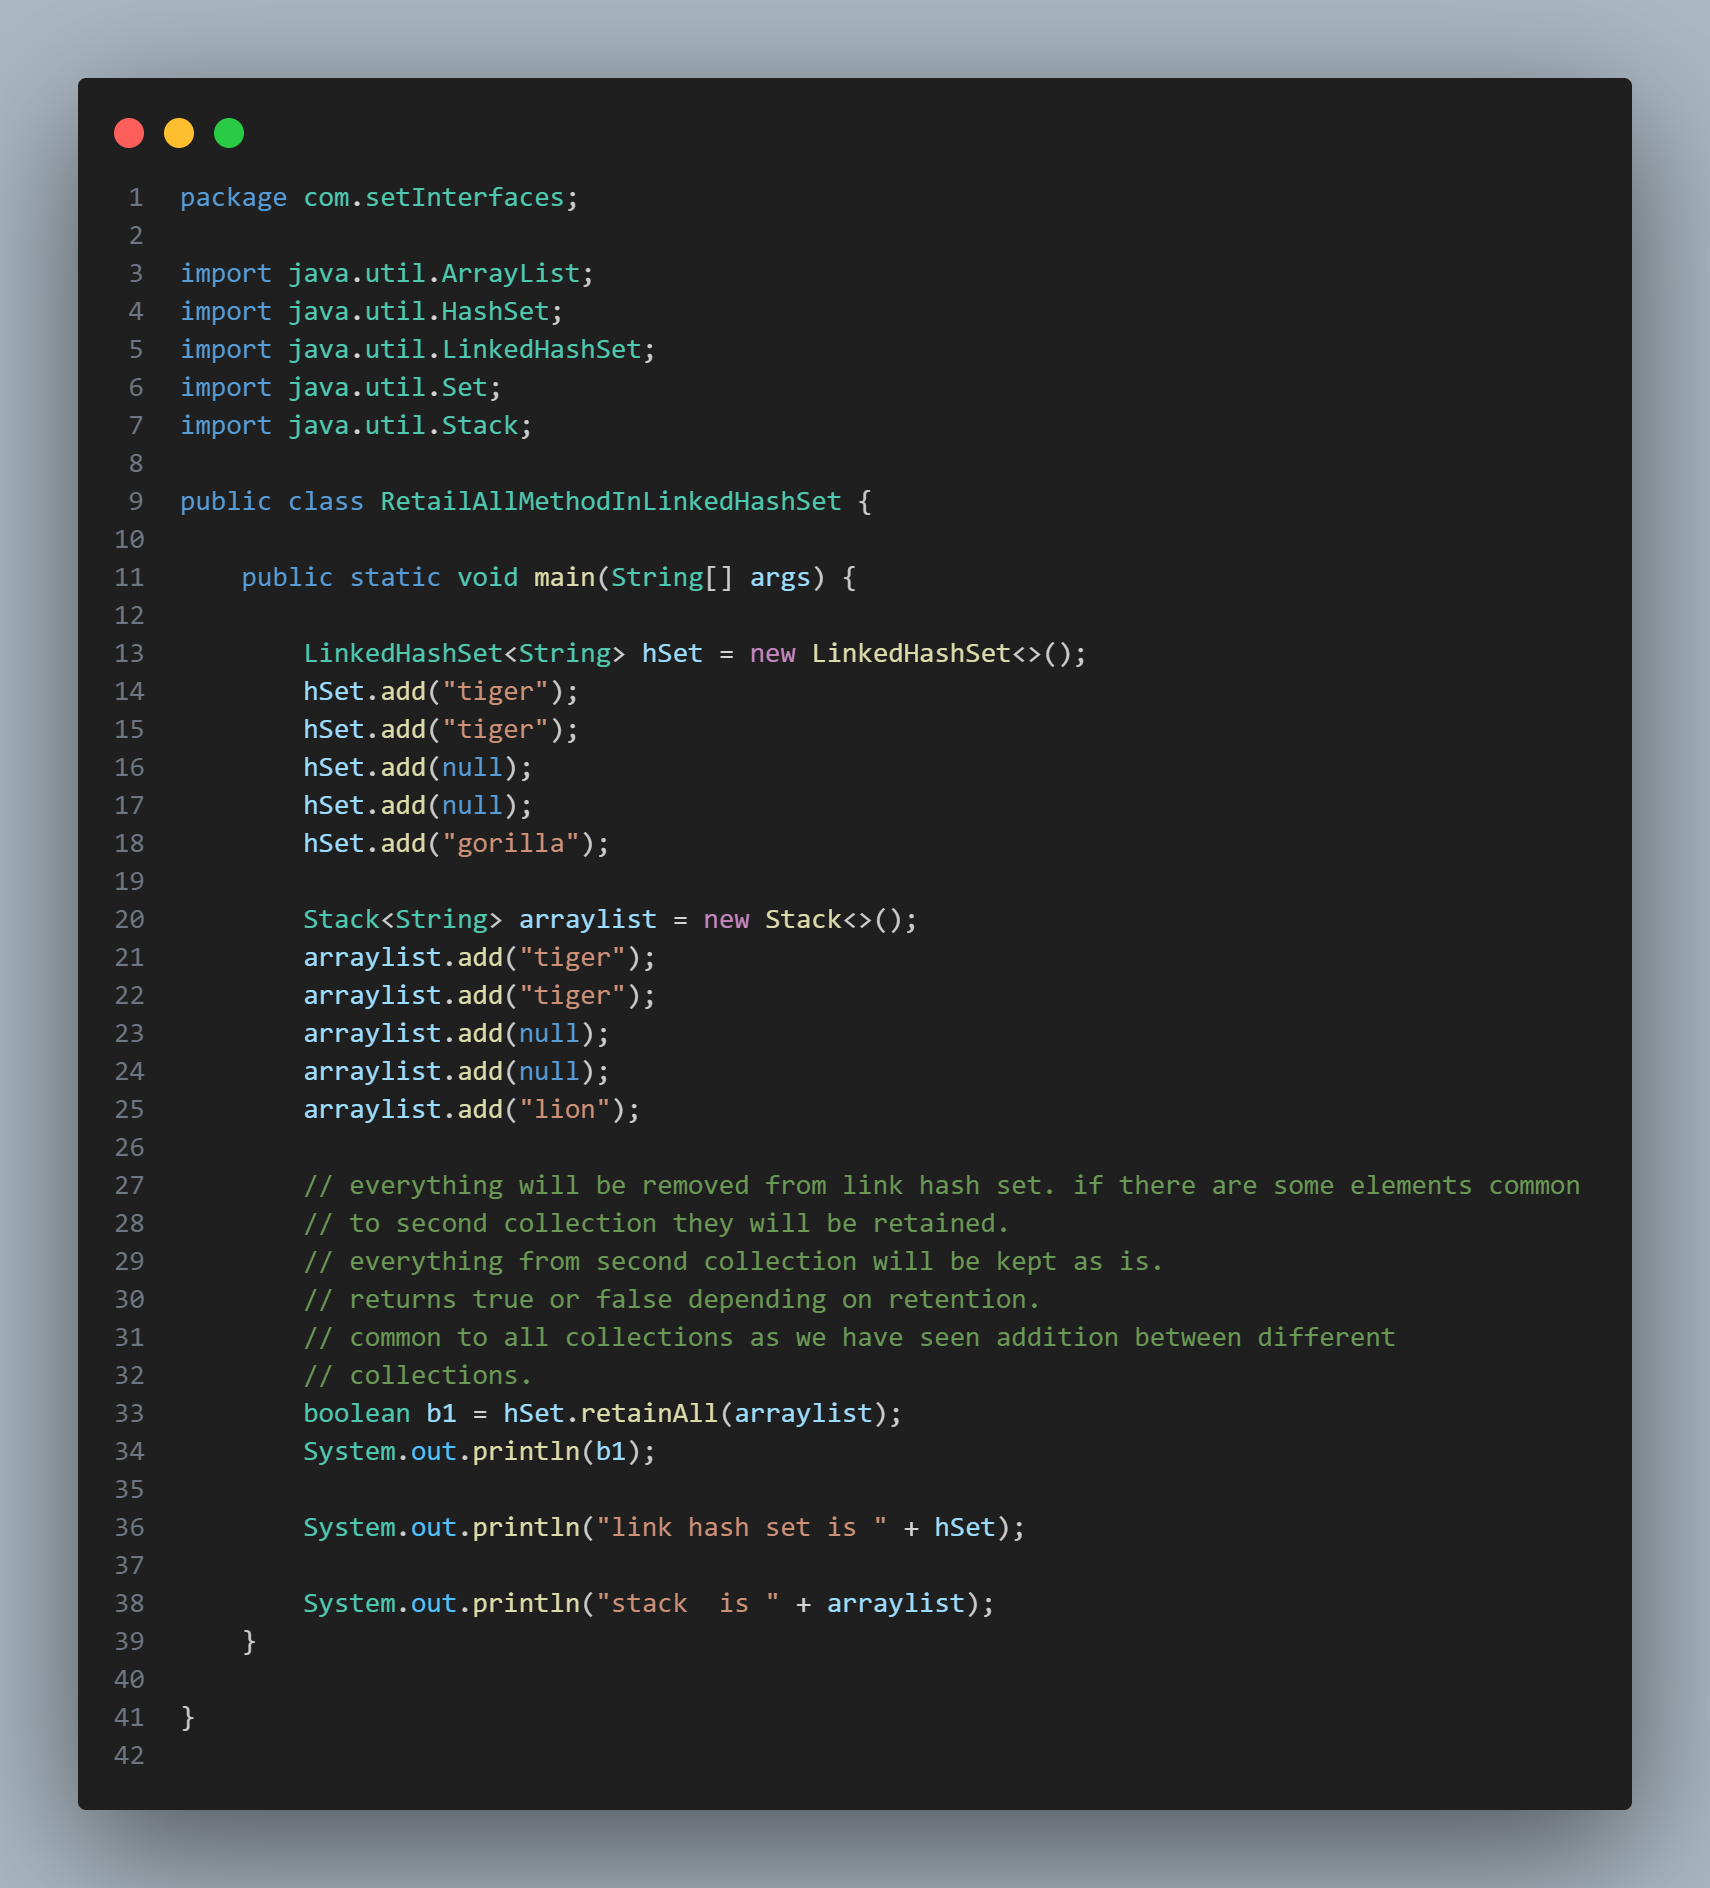 1 package com.setInterfaces;
2
3 import java.util.ArrayList;
4 import java.util.HashSet;
5 import java.util.LinkedHashSet;
6 import java.util.Set;
7 import java.util.Stack;
8
9 public class RetailAllMethodInLinkedHashSet {
10
11     public static void main(String[] args) {
12
13         LinkedHashSet<String> hSet = new LinkedHashSet<>();
14         hSet.add("tiger");
15         hSet.add("tiger");
16         hSet.add(null);
17         hSet.add(null);
18         hSet.add("gorilla");
19
20         Stack<String> arraylist = new Stack<>();
21         arraylist.add("tiger");
22         arraylist.add("tiger");
23         arraylist.add(null);
24         arraylist.add(null);
25         arraylist.add("lion");
26
27         // everything will be removed from link hash set. if there are some elements common
28         // to second collection they will be retained.
29         // everything from second collection will be kept as is.
30         // returns true or false depending on retention.
31         // common to all collections as we have seen addition between different
32         // collections.
33         boolean b1 = hSet.retainAll(arraylist);
34         System.out.println(b1);
35
36         System.out.println("link hash set is " + hSet);
37
38         System.out.println("stack  is " + arraylist);
39     }
40
41 }
42